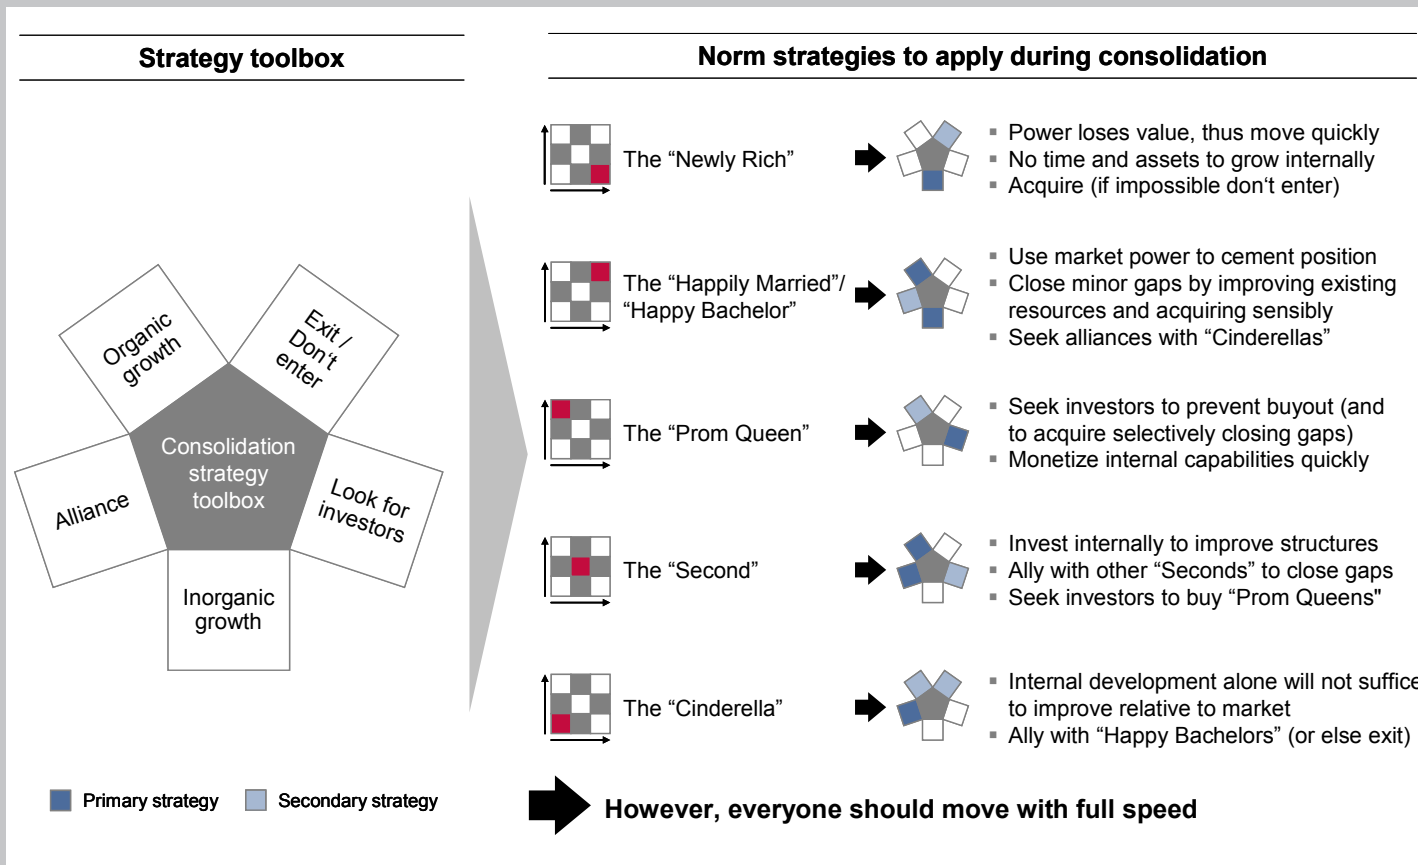 Strategy toolbox
Norm strategies to apply during consolidation
Organic
growth
Exit /
Don‘t
enter
Alliance
Consolidation
strategy
toolbox
Look for
investors
Inorganic
growth
Primary strategy
Secondary strategy
The “Newly Rich”
▪ Power loses value, thus move quickly
▪ No time and assets to grow internally
▪ Acquire (if impossible don‘t enter)
The “Happily Married”/
“Happy Bachelor”
▪ Use market power to cement position
▪ Close minor gaps by improving existing
resources and acquiring sensibly
▪ Seek alliances with “Cinderellas”
The “Prom Queen”
▪ Seek investors to prevent buyout (and
to acquire selectively closing gaps)
▪ Monetize internal capabilities quickly
The “Second”
▪ Invest internally to improve structures
▪ Ally with other “Seconds” to close gaps
▪ Seek investors to buy “Prom Queens"
The “Cinderella”
▪ Internal development alone will not suffice
to improve relative to market
▪ Ally with “Happy Bachelors” (or else exit)
However, everyone should move with full speed